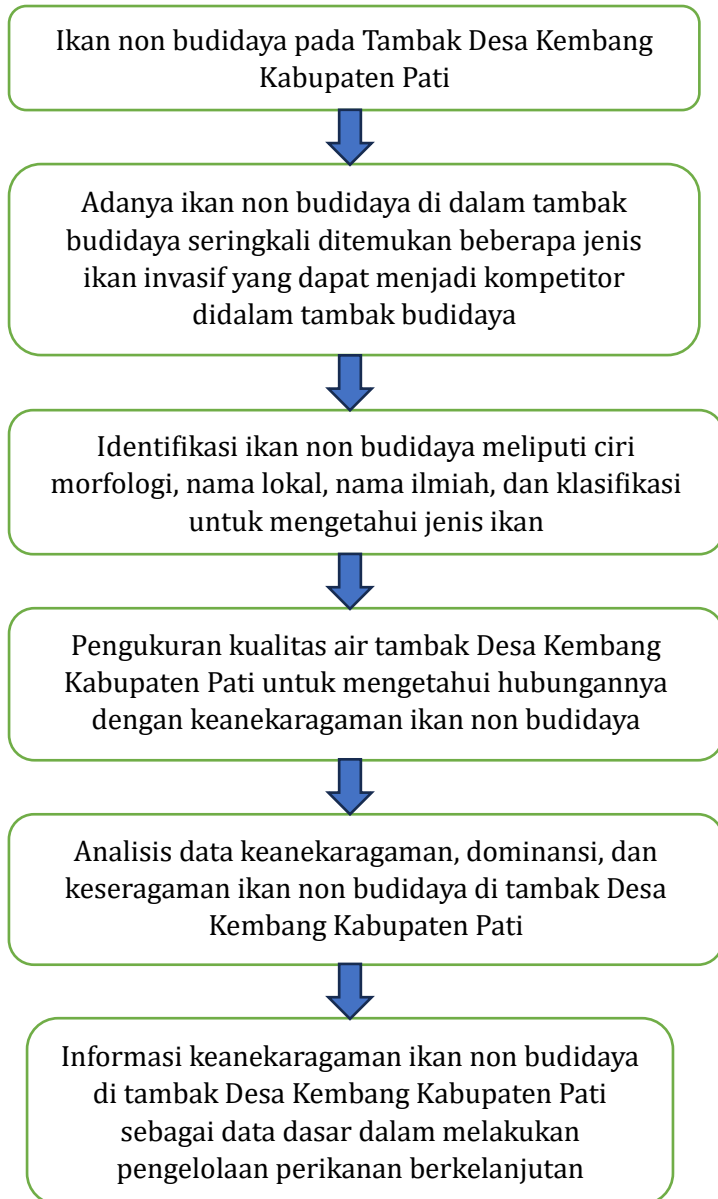 Ikan non budidaya pada Tambak Desa Kembang
Kabupaten Pati
Adanya ikan non budidaya di dalam tambak
budidaya seringkali ditemukan beberapa jenis
ikan invasif yang dapat menjadi kompetitor
didalam tambak budidaya
Identifikasi ikan non budidaya meliputi ciri
morfologi, nama lokal, nama ilmiah, dan klasifikasi
untuk mengetahui jenis ikan
Pengukuran kualitas air tambak Desa Kembang
Kabupaten Pati untuk mengetahui hubungannya
dengan keanekaragaman ikan non budidaya
Analisis data keanekaragaman, dominansi, dan
keseragaman ikan non budidaya di tambak Desa
Kembang Kabupaten Pati
Informasi keanekaragaman ikan non budidaya
di tambak Desa Kembang Kabupaten Pati
sebagai data dasar dalam melakukan
pengelolaan perikanan berkelanjutan